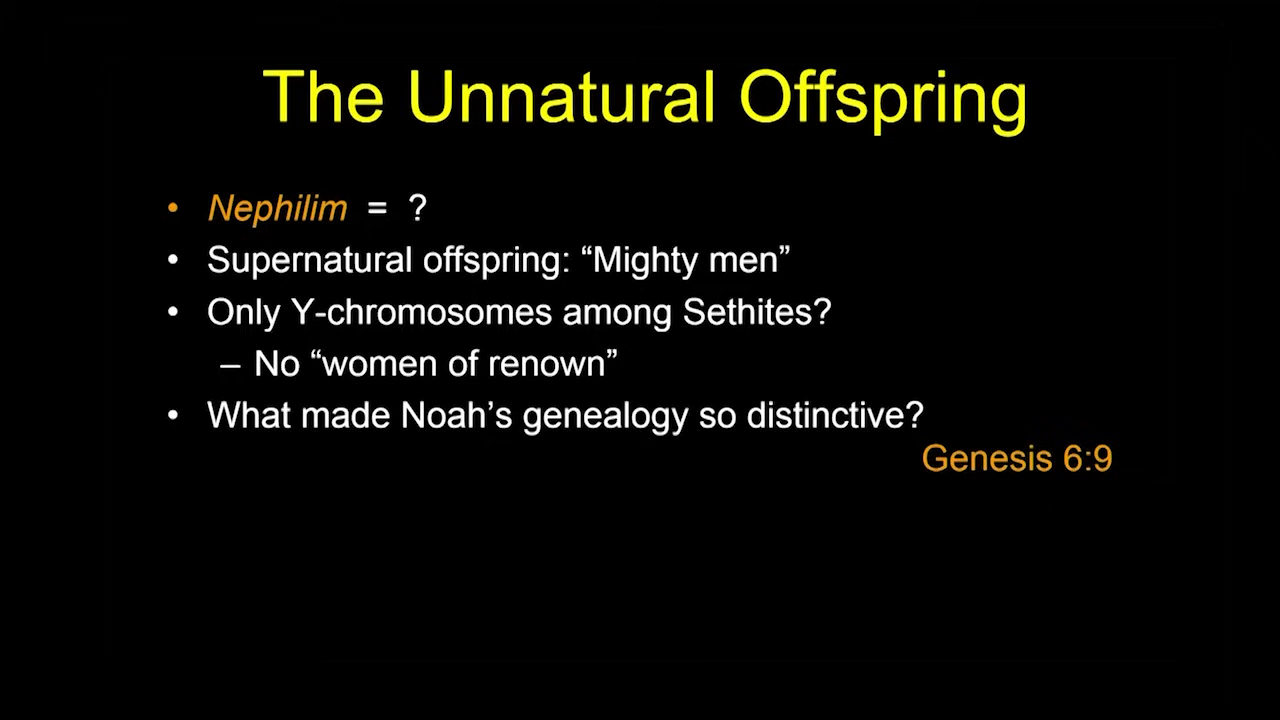 The Unnatural Offspring
• Nephilim = ?
• Supernatural offspring: “Mighty men”
• Only Y-chromosomes among Sethites?
– No “women of renown”
• What made Noah’s genealogy so distinctive?
Genesis 6:9